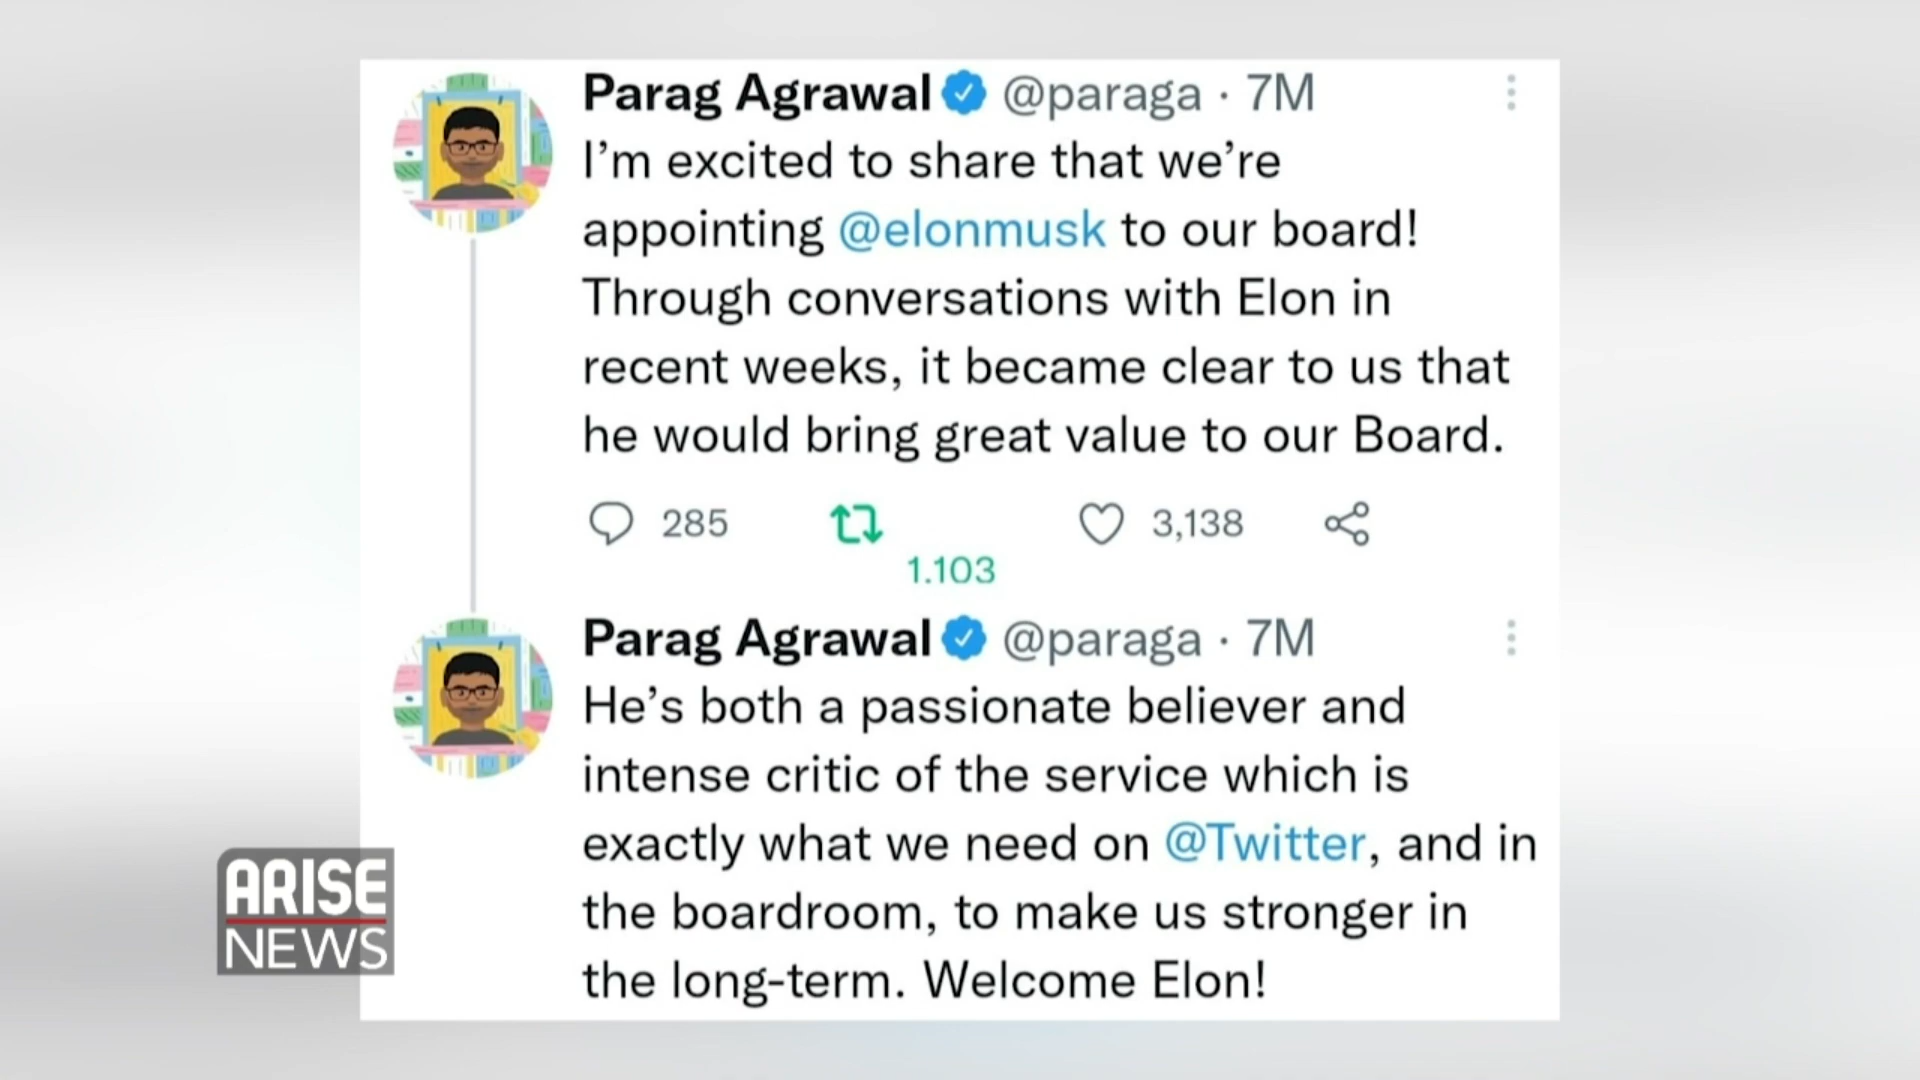 Parag Agrawal @paraga · 7M
I'm excited to share that we're
appointing @elonmusk to our board!
Through conversations with Elon in
recent weeks, it became clear to us that
he would bring great value to our Board.
285 3,138
1.103
Parag Agrawal @paraga · 7M
He's both a passionate believer and
intense critic of the service which is
exactly what we need on @Twitter, and in
the boardroom, to make us stronger in
the long-term. Welcome Elon!
ARISE
NEWS